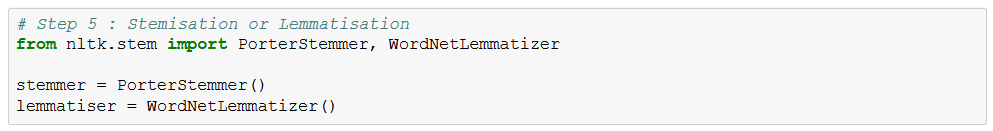 # Step 5 : Stemisation or Lemmatisation
from nltk.stem import PorterStemmer, WordNetLemmatizer
stemmer = PorterStemmer()
lemmatiser = WordNetLemmatizer()